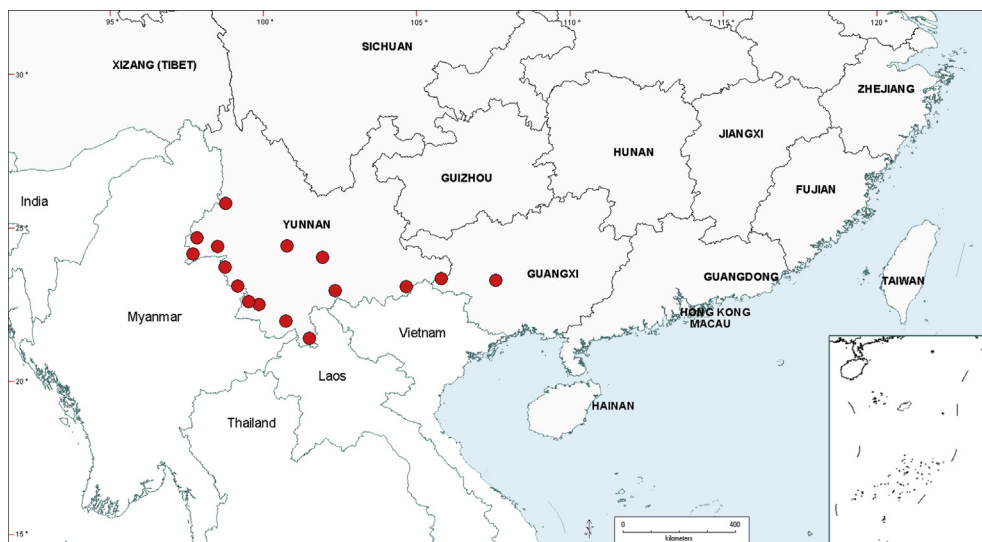 95° 100° 105° 110° 115° 120°
SICHUAN
XIZANG (TIBET)
30°
ZHEJIANG
JIANGXI
HUNAN
GUIZHOU
FUJIAN
India
YUNNAN
25°
GUANGXI
GUANGDONG
TAIWAN
HONG KONG
MACAU
Myanmar
Vietnam
Laos
20°
HAINAN
Thailand
0 400
kilometers
15°